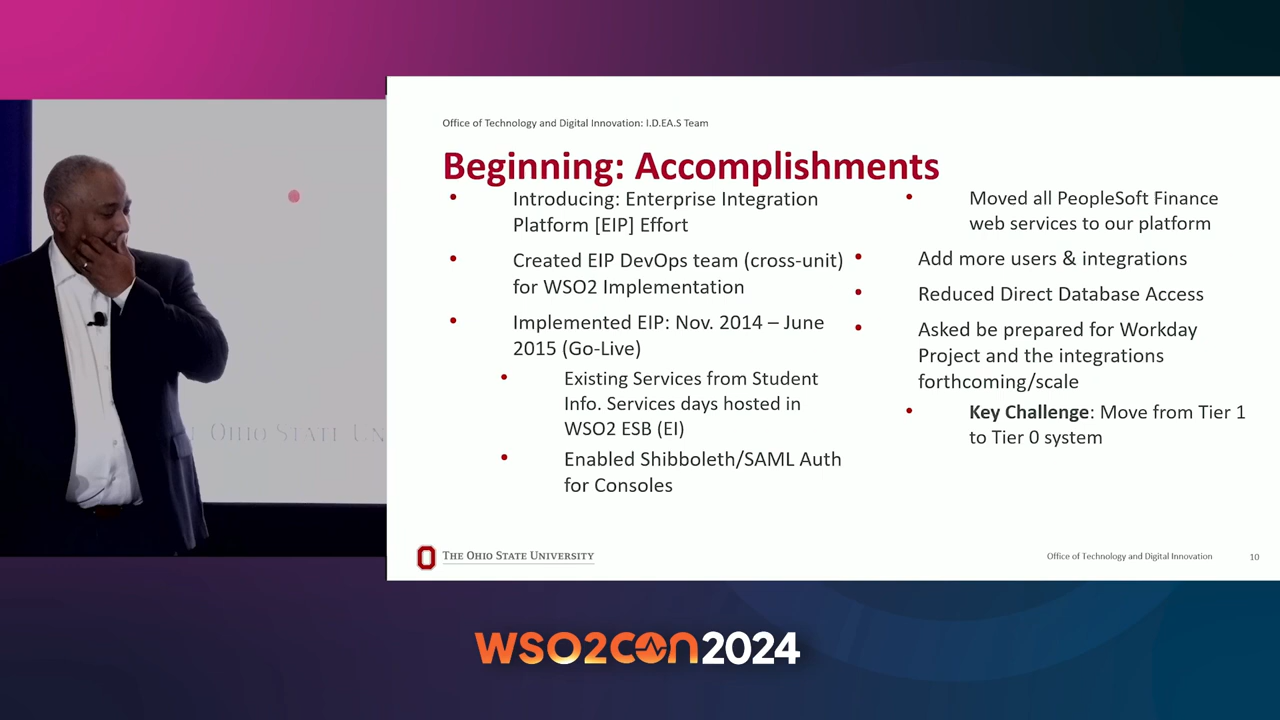 Office of Technology and Digital Innovation: I.D.EA.S Team
Beginning: Accomplishments
• Introducing: Enterprise Integration
Platform [EIP] Effort
• Created EIP DevOps team (cross-unit)
for WSO2 Implementation
• Implemented EIP: Nov. 2014 – June
2015 (Go-Live)
• Existing Services from Student
Info. Services days hosted in
WSO2 ESB (EI)
• Enabled Shibboleth/SAML Auth
for Consoles
• Moved all PeopleSoft Finance
web services to our platform
• Add more users & integrations
• Reduced Direct Database Access
• Asked be prepared for Workday
Project and the integrations
forthcoming/scale
• Key Challenge: Move from Tier 1
to Tier 0 system
THE OHIO STATE UNIVERSITY
Office of Technology and Digital Innovation
10
OHIO STATE UN
WSO2CON2024